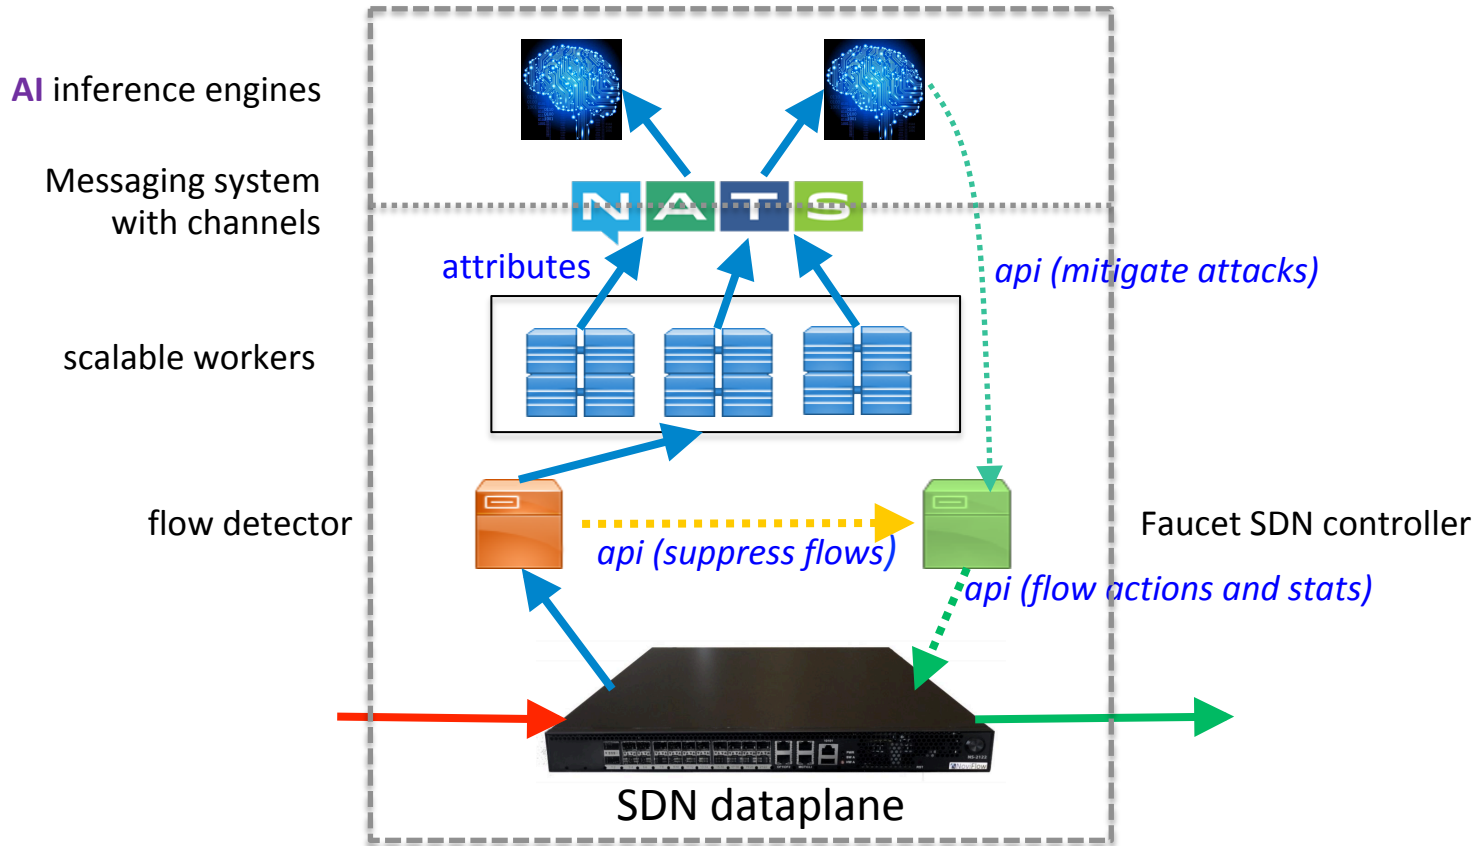 AI inference engines
Messaging system
with channels
NATS
attributes
api (mitigate attacks)
scalable workers
flow detector
api (suppress flows)
Faucet SDN controller
api (flow actions and stats)
SDN dataplane